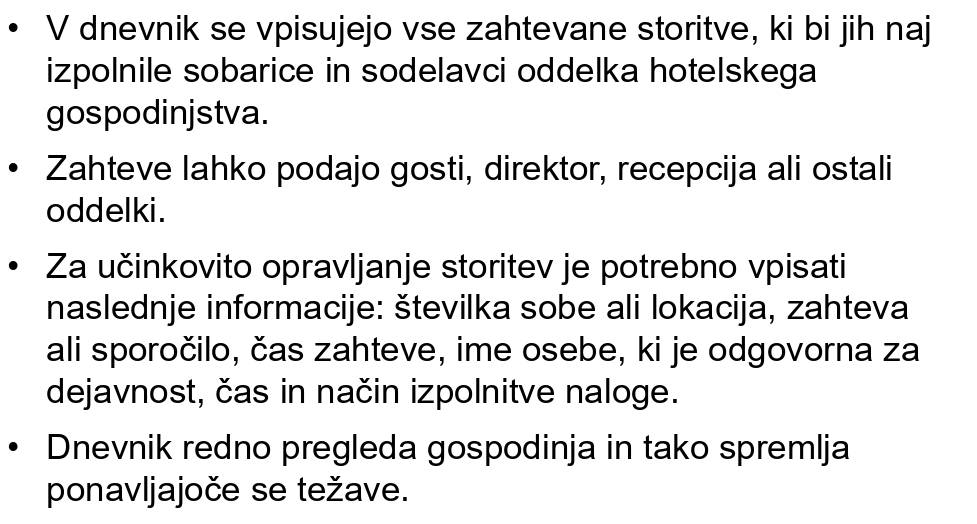 • V dnevnik se vpisujejo vse zahtevane storitve, ki bi jih naj
izpolnile sobarice in sodelavci oddelka hotelskega
gospodinjstva.
• Zahteve lahko podajo gosti, direktor, recepcija ali ostali
oddelki.
• Za učinkovito opravljanje storitev je potrebno vpisati
naslednje informacije: številka sobe ali lokacija, zahteva
ali sporočilo, čas zahteve, ime osebe, ki je odgovorna za
dejavnost, čas in način izpolnitve naloge.
• Dnevnik redno pregleda gospodinja in tako spremlja
ponavljajoče se težave.